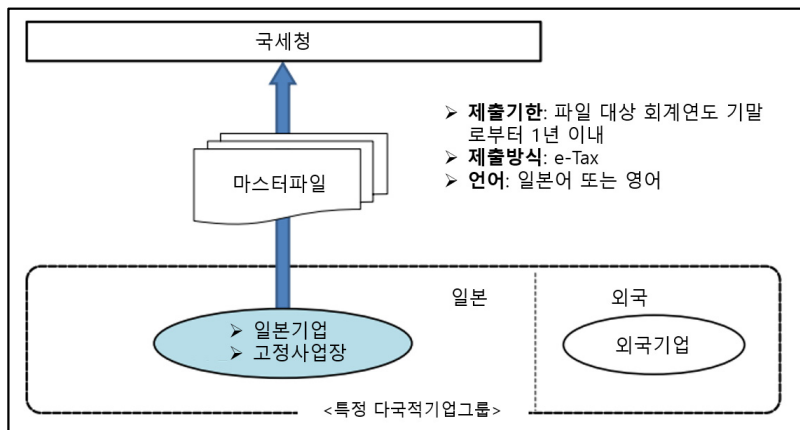 국세청
➢ 제출기한: 파일 대상 회계연도 기말
로부터 1년 이내
➢ 제출방식: e-Tax
➢ 언어: 일본어 또는 영어
마스터파일
일본
외국
➢ 일본기업
➢ 고정사업장
외국기업
<특정 다국적기업그룹>